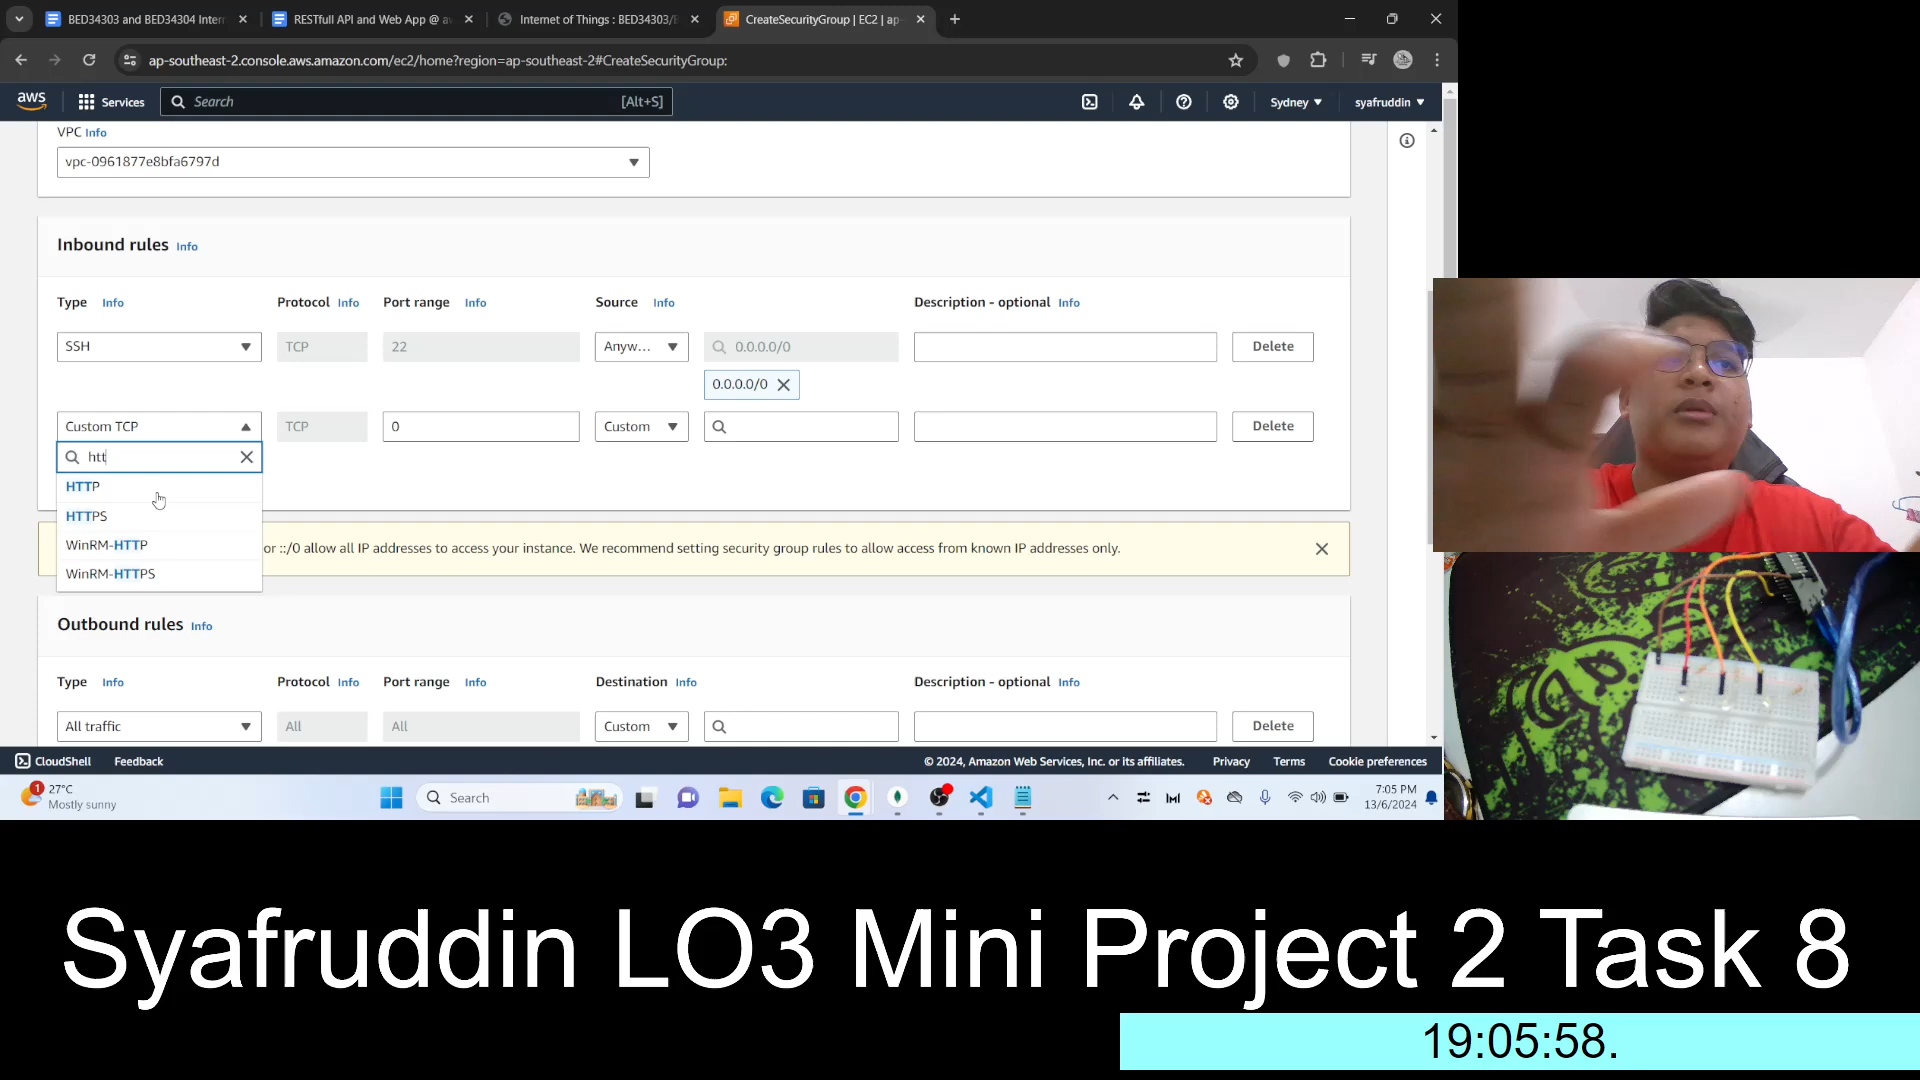 BED34303 and BED34304 Inter
RESTfull API and Web App @ a
Internet of Things : BED34303/
CreateSecurityGroup | EC2 | ap-
ap-southeast-2.console.aws.amazon.com/ec2/home?region=ap-southeast-2#CreateSecurityGroup:
aws
Services
Search
[Alt+S]
Sydney
syafruddin
VPC Info
vpc-0961877e8bfa6797d
Inbound rules Info
Type Info
Protocol Info
Port range Info
Source Info
Description - optional Info
SSH
TCP
22
Anyw...
0.0.0.0/0
Delete
0.0.0.0/0
Custom TCP
TCP
0
Custom
Delete
htt
HTTP
HTTPS
WinRM-HTTP
WinRM-HTTPS
or ::/0 allow all IP addresses to access your instance. We recommend setting security group rules to allow access from known IP addresses only.
Outbound rules Info
Type Info
Protocol Info
Port range Info
Destination Info
Description - optional Info
All traffic
All
All
Custom
Delete
CloudShell
Feedback
© 2024, Amazon Web Services, Inc. or its affiliates.
Privacy
Terms
Cookie preferences
1
27°C
Mostly sunny
Search
7:05 PM
13/6/2024
Syafruddin LO3 Mini Project 2 Task 8
19:05:58.